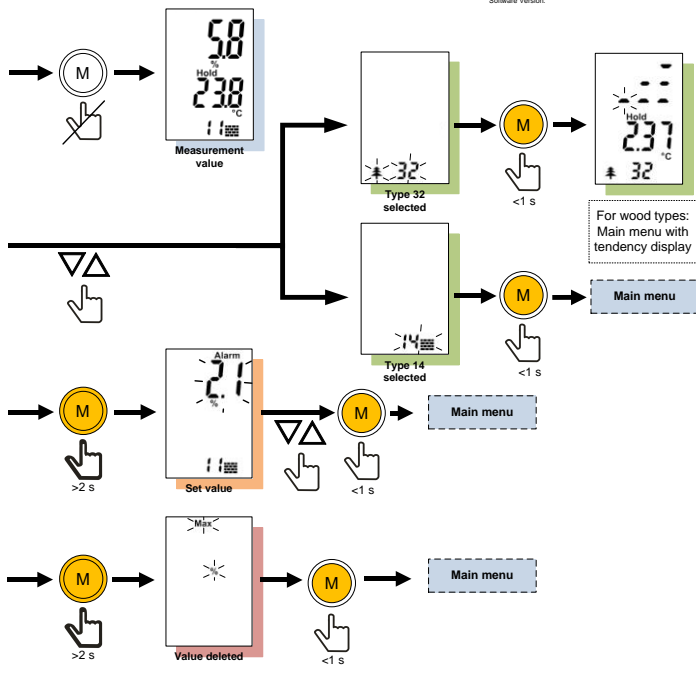 Software Version.
M
5.8
%
Hold
23.8
°C
11
Measurement
value
32
Type 32
selected
M
<1 s
Hold
2.37
°C
32
For wood types:
Main menu with
tendency display
14
Type 14
selected
M
<1 s
Main menu
M
>2 s
Alarm
2.1
%
11
Set value
M
<1 s
Main menu
M
>2 s
Max
%
Value deleted
M
<1 s
Main menu